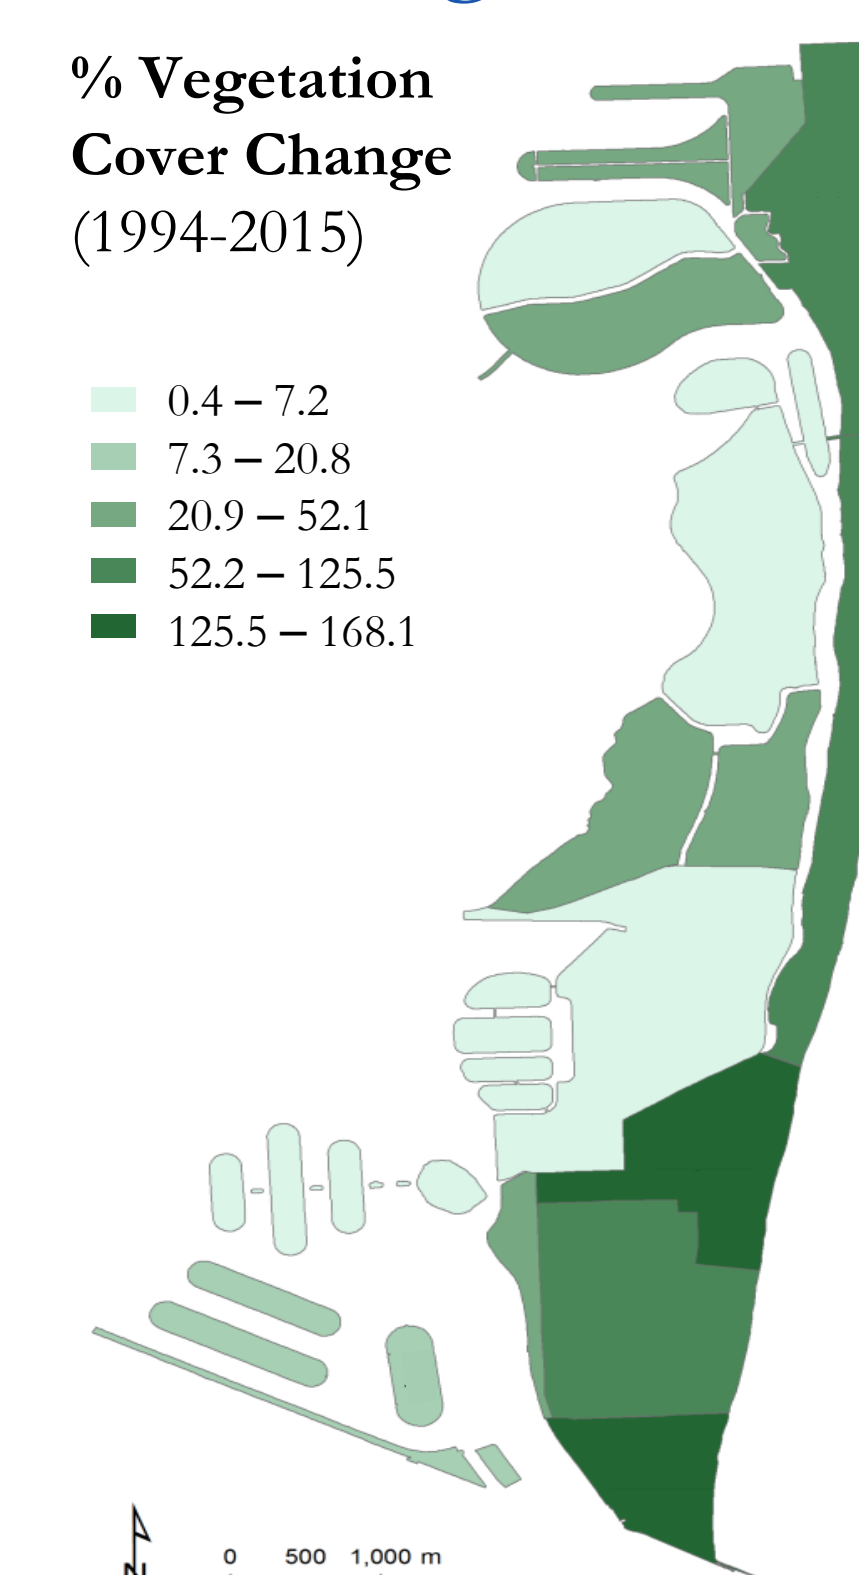 % Vegetation
Cover Change
(1994-2015)
0.4 – 7.2
7.3 – 20.8
20.9 – 52.1
52.2 – 125.5
125.5 – 168.1
0 500 1,000 m
N